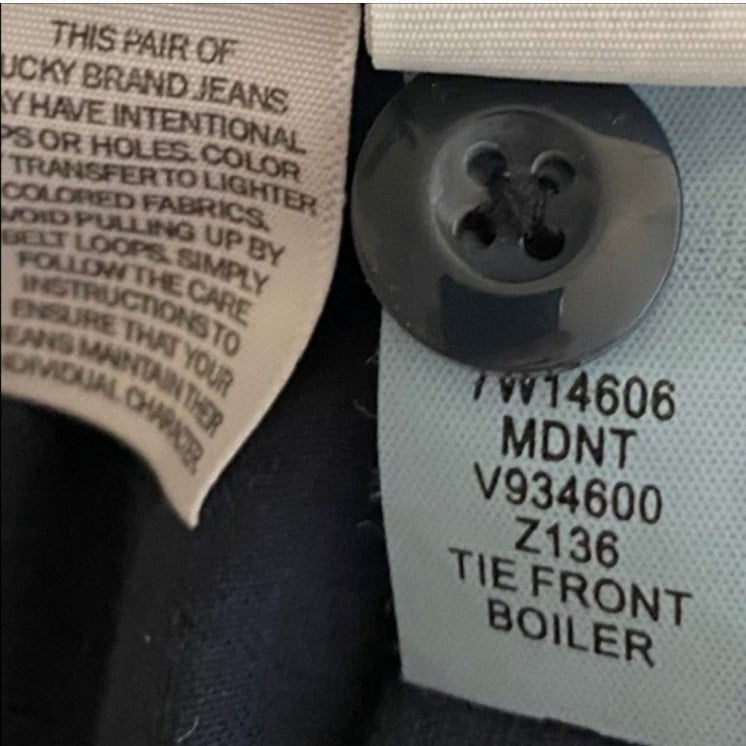 THIS PAIR OF
UCKY BRAND JEANS
AY HAVE INTENTIONAL
PS OR HOLES. COLOR
TRANSFER TO LIGHTER
COLORED FABRICS.
VOID PULLING UP BY
BELT LOOPS. SIMPLY
FOLLOW THE CARE
INSTRUCTIONS TO
ENSURE THAT YOUR
EANS MAINTAIN THEIR
DIVIDUAL CHARACTER.
7W14606
MDNT
V934600
Z136
TIE FRONT
BOILER